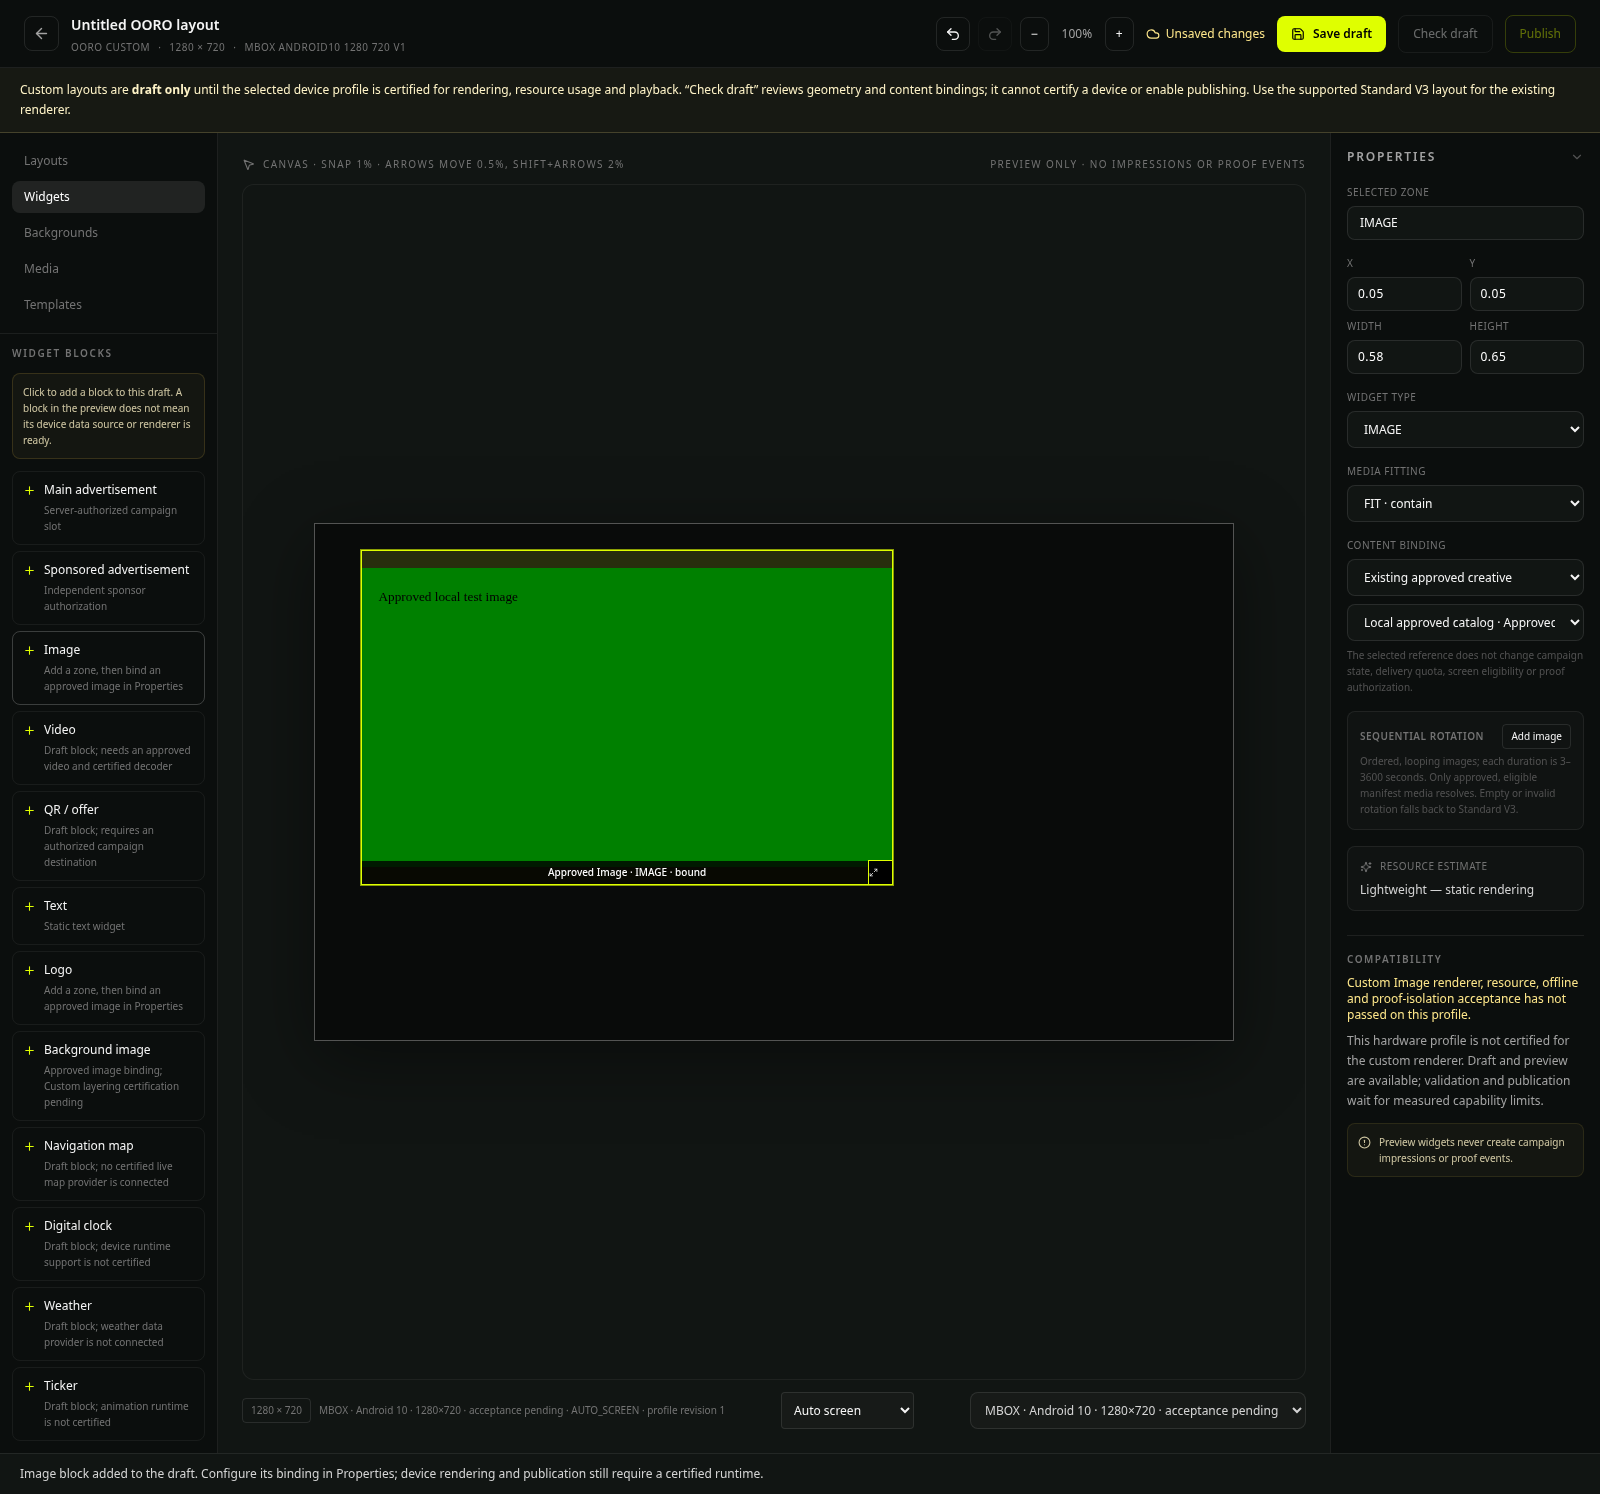 Untitled OORO layout
OORO CUSTOM · 1280 × 720 · MBOX ANDROID10 1280 720 V1
100%
Unsaved changes
Save draft
Check draft
Publish
Custom layouts are draft only until the selected device profile is certified for rendering, resource usage and playback. “Check draft” reviews geometry and content bindings; it cannot certify a device or enable publishing. Use the supported Standard V3 layout for the existing
renderer.
Layouts
Widgets
Backgrounds
Media
Templates
WIDGET BLOCKS
Click to add a block to this draft. A
block in the preview does not mean
its device data source or renderer is
ready.
Main advertisement
Server-authorized campaign
slot
Sponsored advertisement
Independent sponsor
authorization
Image
Add a zone, then bind an
approved image in Properties
Video
Draft block; needs an approved
video and certified decoder
QR / offer
Draft block; requires an
authorized campaign
destination
Text
Static text widget
Logo
Add a zone, then bind an
approved image in Properties
Background image
Approved image binding;
Custom layering certification
pending
Navigation map
Draft block; no certified live
map provider is connected
Digital clock
Draft block; device runtime
support is not certified
Weather
Draft block; weather data
provider is not connected
Ticker
Draft block; animation runtime
is not certified
CANVAS · SNAP 1% · ARROWS MOVE 0.5%, SHIFT+ARROWS 2%
PREVIEW ONLY · NO IMPRESSIONS OR PROOF EVENTS
Approved local test image
Approved Image · IMAGE · bound
1280 × 720
MBOX · Android 10 · 1280×720 · acceptance pending · AUTO_SCREEN · profile revision 1
Auto screen
MBOX · Android 10 · 1280×720 · acceptance pending
PROPERTIES
SELECTED ZONE
IMAGE
X
Y
0.05
0.05
WIDTH
HEIGHT
0.58
0.65
WIDGET TYPE
IMAGE
MEDIA FITTING
FIT · contain
CONTENT BINDING
Existing approved creative
Local approved catalog · Approved
The selected reference does not change campaign
state, delivery quota, screen eligibility or proof
authorization.
SEQUENTIAL ROTATION
Add image
Ordered, looping images; each duration is 3–
3600 seconds. Only approved, eligible
manifest media resolves. Empty or invalid
rotation falls back to Standard V3.
RESOURCE ESTIMATE
Lightweight — static rendering
COMPATIBILITY
Custom Image renderer, resource, offline
and proof-isolation acceptance has not
passed on this profile.
This hardware profile is not certified for
the custom renderer. Draft and preview
are available; validation and publication
wait for measured capability limits.
Preview widgets never create campaign
impressions or proof events.
Image block added to the draft. Configure its binding in Properties; device rendering and publication still require a certified runtime.